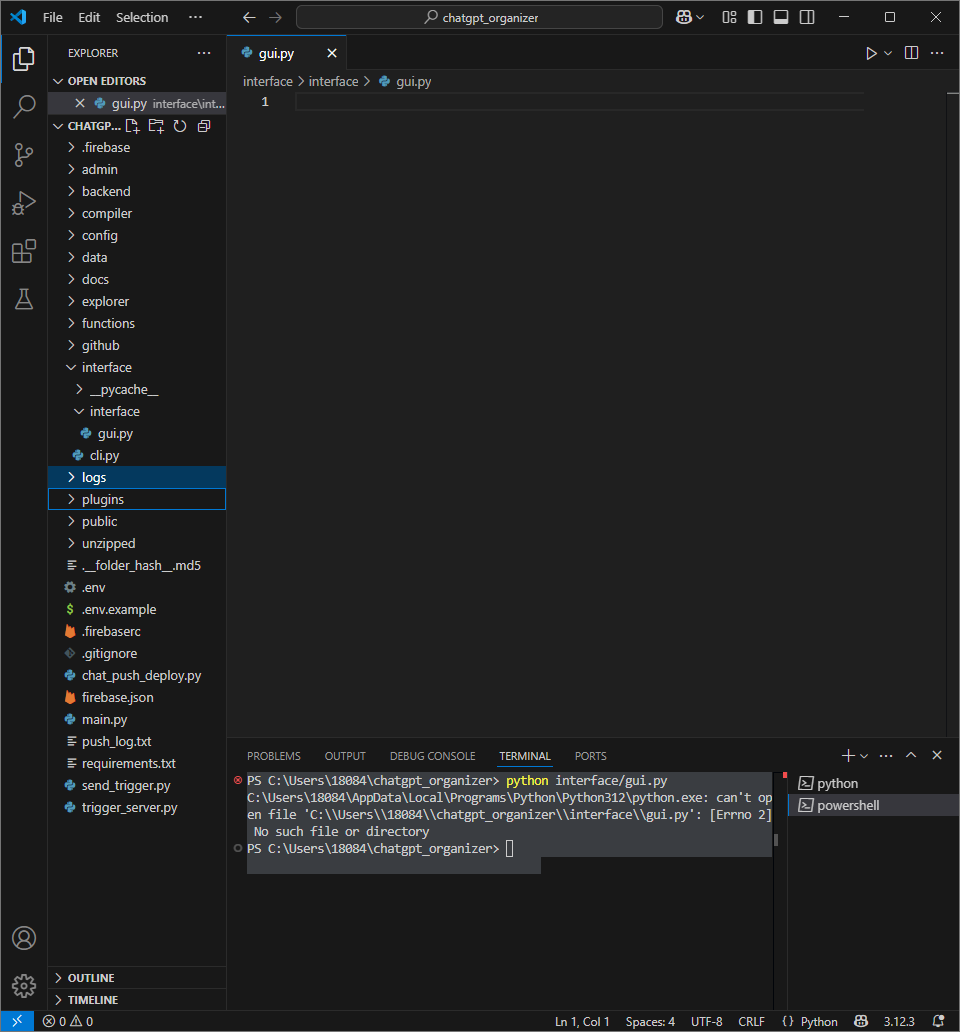 File Edit Selection ··· chatgpt_organizer
EXPLORER ···
OPEN EDITORS
gui.py interface\int...
CHATGP...
.firebase
admin
backend
compiler
config
data
docs
explorer
functions
github
interface
__pycache__
interface
gui.py
cli.py
logs
plugins
public
unzipped
.__folder_hash__.md5
.env
.env.example
.firebaserc
.gitignore
chat_push_deploy.py
firebase.json
main.py
push_log.txt
requirements.txt
send_trigger.py
trigger_server.py
OUTLINE
TIMELINE
gui.py
interface > interface > gui.py
1
PROBLEMS OUTPUT DEBUG CONSOLE TERMINAL PORTS
PS C:\Users\18084\chatgpt_organizer> python interface/gui.py
C:\Users\18084\AppData\Local\Programs\Python\Python312\python.exe: can't op
en file 'C:\\Users\\18084\\chatgpt_organizer\\interface\\gui.py': [Errno 2]
No such file or directory
PS C:\Users\18084\chatgpt_organizer>
python
powershell
0 0 Ln 1, Col 1 Spaces: 4 UTF-8 CRLF {} Python 3.12.3